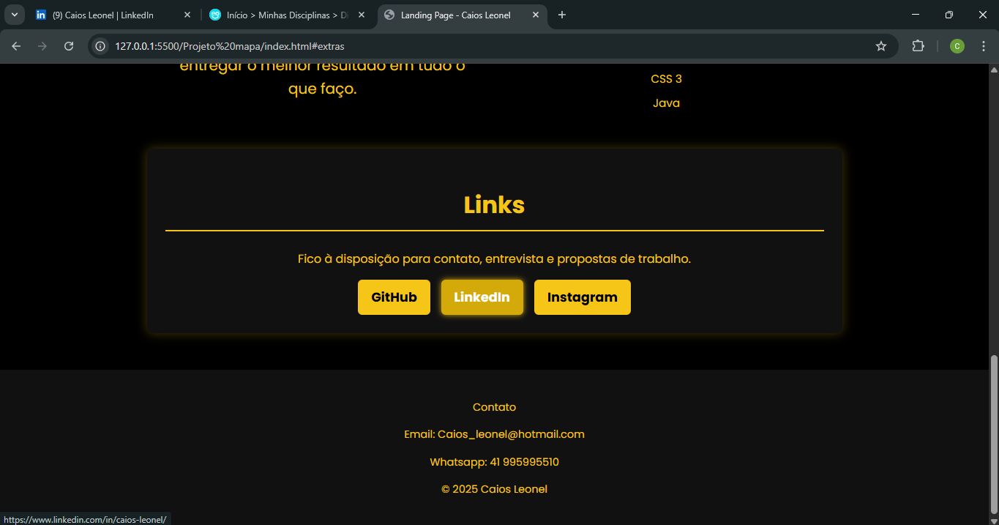 (9) Caios Leonel | LinkedIn
Início > Minhas Disciplinas > D
Landing Page - Caios Leonel
127.0.0.1:5500/Projeto%20mapa/index.html#extras
C
entregar o melhor resultado em tudo o
que faço.
CSS 3
Java
Links
Fico à disposição para contato, entrevista e propostas de trabalho.
GitHub
LinkedIn
Instagram
Contato
Email: Caios_leonel@hotmail.com
Whatsapp: 41 995995510
© 2025 Caios Leonel
https://www.linkedin.com/in/caios-leonel/